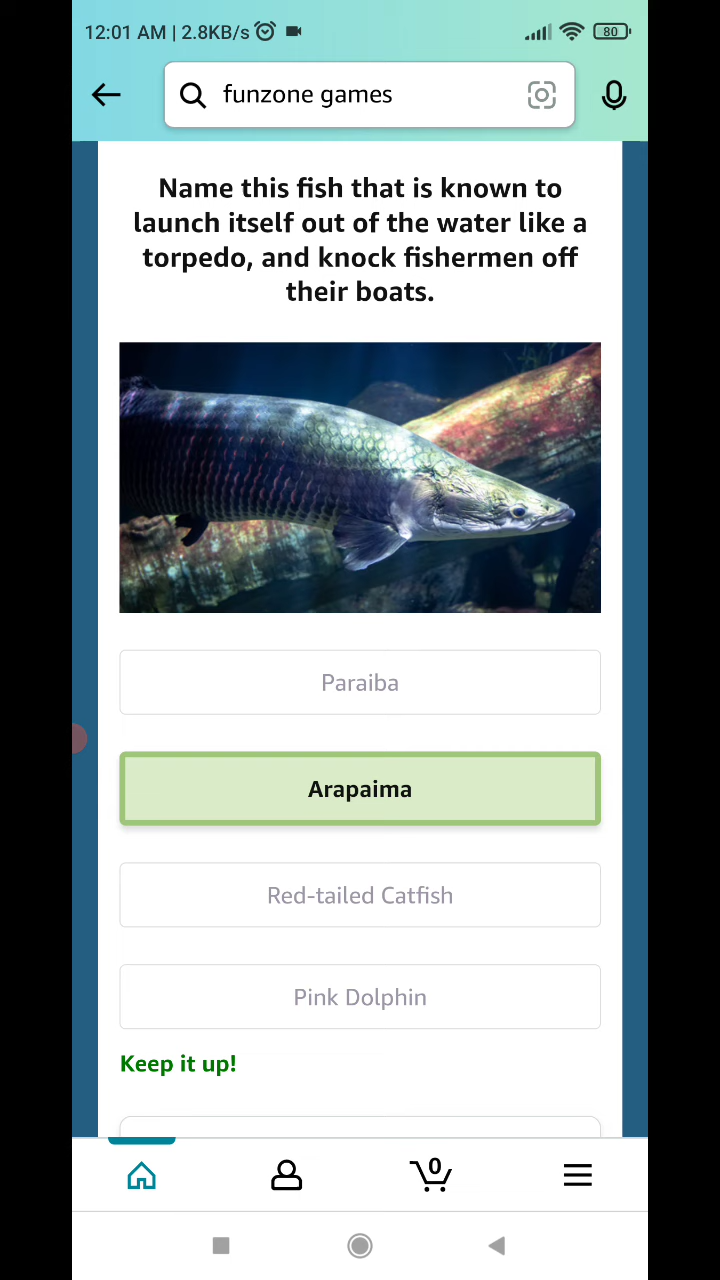 12:01 AM | 2.8KB/s 80
funzone games
Name this fish that is known to
launch itself out of the water like a
torpedo, and knock fishermen off
their boats.
Paraiba
Arapaima
Red-tailed Catfish
Pink Dolphin
Keep it up!
0